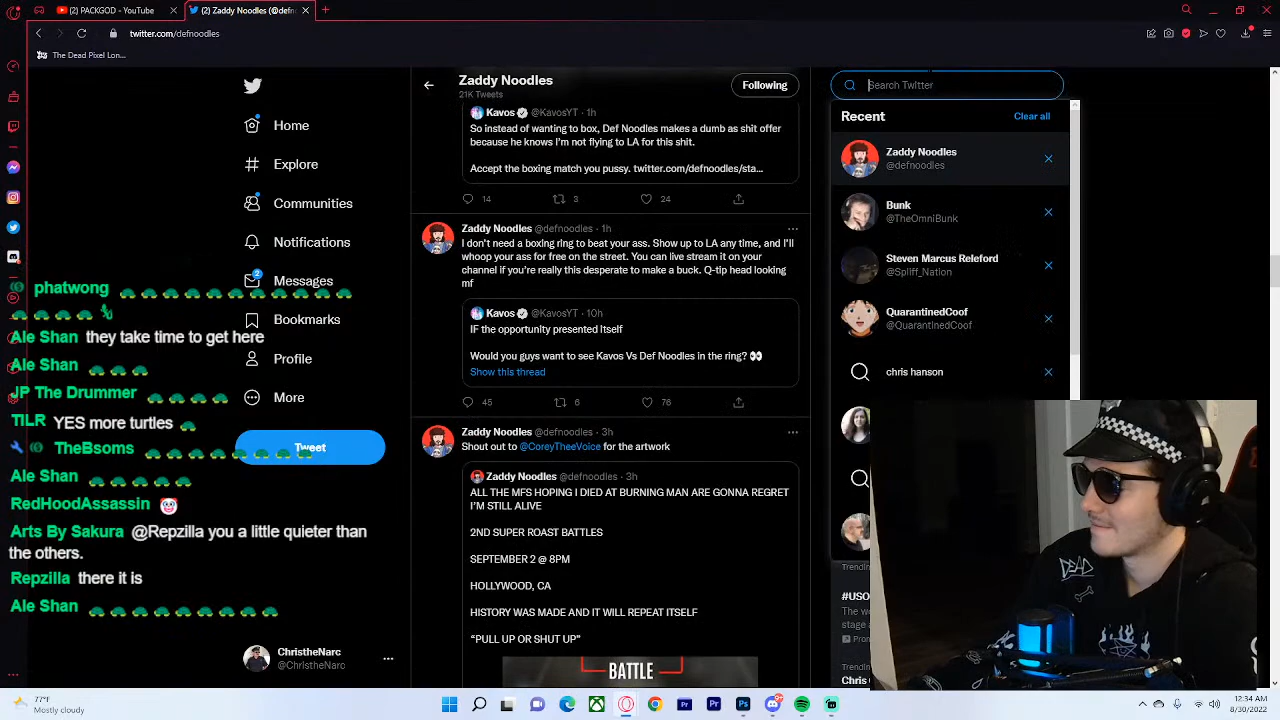 (2) PACKGOD - YouTube
(2) Zaddy Noodles (@defn
twitter.com/defnoodles
The Dead Pixel Lon...
Home
Explore
Communities
Notifications
2
Messages
Bookmarks
Profile
More
Tweet
ChristheNarc
@ChristheNarc
phatwong
Ale Shan they take time to get here
Ale Shan
JP The Drummer
TILR YES more turtles
TheBsoms
Ale Shan
RedHoodAssassin
Arts By Sakura @Repzilla you a little quieter than
the others.
Repzilla there it is
Ale Shan
Zaddy Noodles
21K Tweets
Following
Kavos @KavosYT · 1h
So instead of wanting to box, Def Noodles makes a dumb as shit offer
because he knows I'm not flying to LA for this shit.
Accept the boxing match you pussy. twitter.com/defnoodles/sta...
14 3 24
Zaddy Noodles @defnoodles · 1h
I don't need a boxing ring to beat your ass. Show up to LA any time, and I'll
whoop your ass for free on the street. You can live stream it on your
channel if you're really this desperate to make a buck. Q-tip head looking
mf
Kavos @KavosYT · 10h
IF the opportunity presented itself
Would you guys want to see Kavos Vs Def Noodles in the ring? 👀
Show this thread
45 6 76
Zaddy Noodles @defnoodles · 3h
Shout out to @CoreyTheeVoice for the artwork
Zaddy Noodles @defnoodles · 3h
ALL THE MFS HOPING I DIED AT BURNING MAN ARE GONNA REGRET
I'M STILL ALIVE
2ND SUPER ROAST BATTLES
SEPTEMBER 2 @ 8PM
HOLLYWOOD, CA
HISTORY WAS MADE AND IT WILL REPEAT ITSELF
"PULL UP OR SHUT UP"
BATTLE
Search Twitter
Recent
Clear all
Zaddy Noodles
@defnoodles
Bunk
@TheOmniBunk
Steven Marcus Releford
@Spliff_Nation
QuarantinedCoof
@QuarantinedCoof
chris hanson
Trending
#USO
The wo
stage a
Promo
Trending
Chris
DEAD
77°F
Mostly cloudy
12:34 AM
8/30/2022